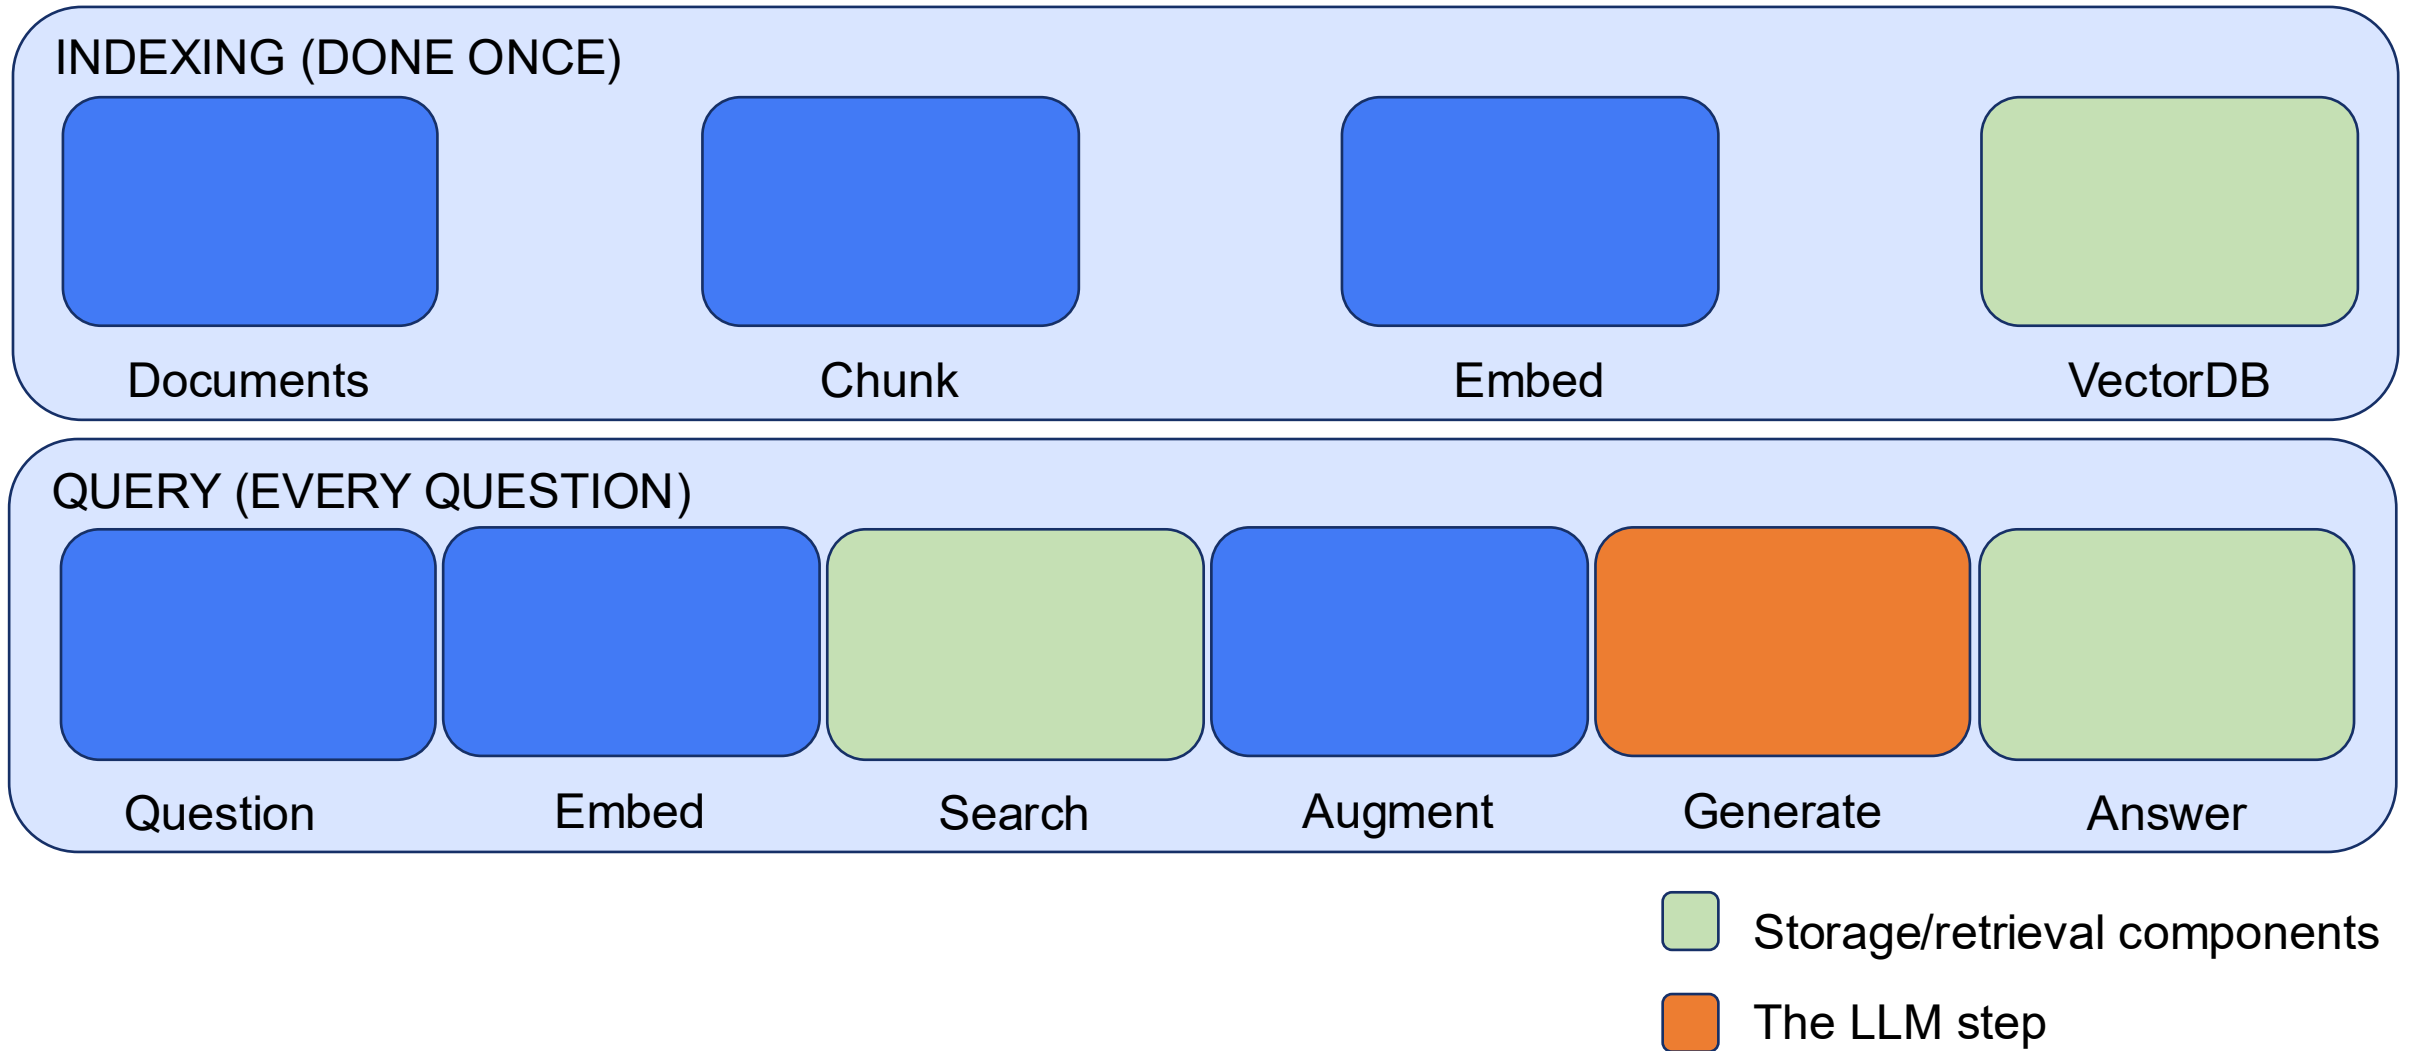 INDEXING (DONE ONCE)
Documents
Chunk
Embed
VectorDB
QUERY (EVERY QUESTION)
Question
Embed
Search
Augment
Generate
Answer
Storage/retrieval components
The LLM step